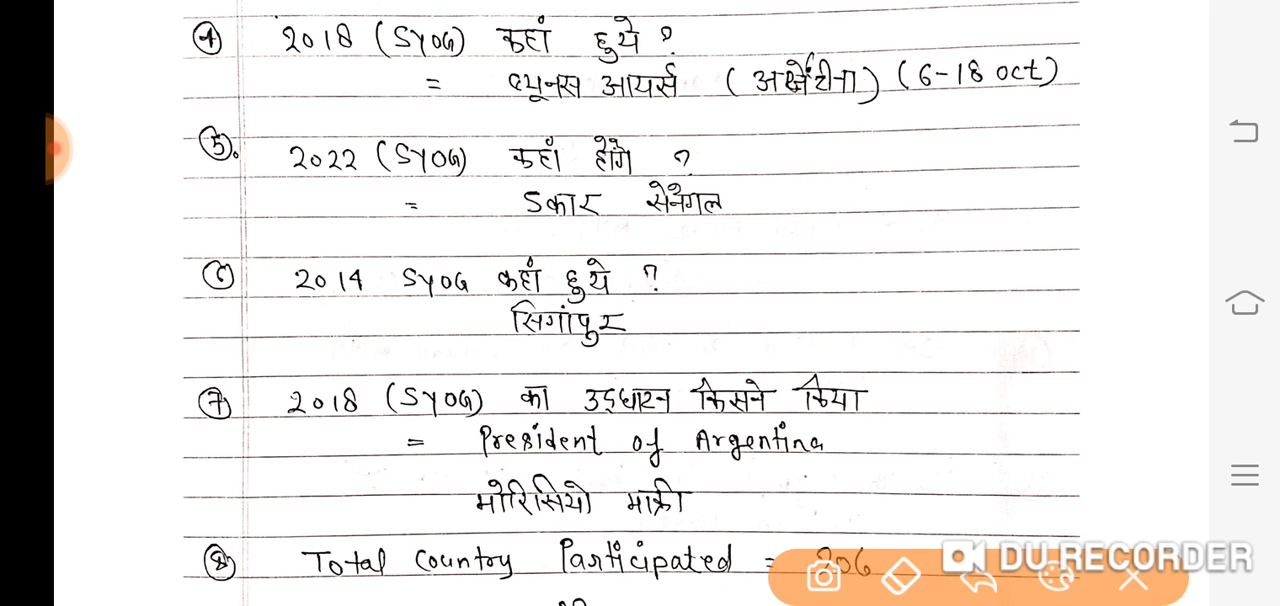 ④ 2018 (SYOG) कहां हुये ?
= ब्यूनस आयर्स (अर्जेंटीना) (6-18 oct)
⑤. 2022 (SYOG) कहां होंगे ?
= डकार सेनेगल
⑥ 2014 SYOG कहां हुये ?
सिगांपुर
⑦ 2018 (SYOG) का उद्घाटन किसने किया
= President of Argentina
मोरिसियो माक्री
⑧ Total Country Participated = 206
DU RECORDER